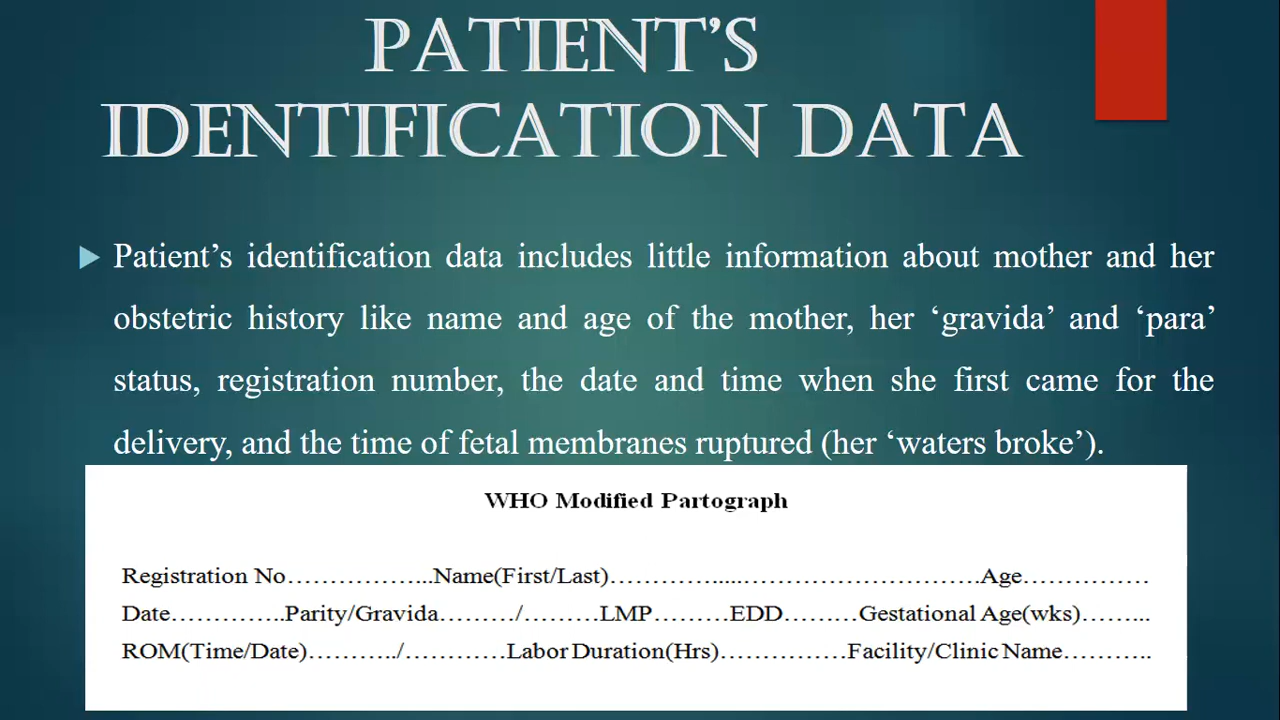 PATIENT’S
IDENTIFICATION DATA
Patient’s identification data includes little information about mother and her
obstetric history like name and age of the mother, her ‘gravida’ and ‘para’
status, registration number, the date and time when she first came for the
delivery, and the time of fetal membranes ruptured (her ‘waters broke’).
WHO Modified Partograph
Registration No……………...Name(First/Last)………….....……………………….Age……………
Date…………..Parity/Gravida………/………LMP………EDD………Gestational Age(wks)……...
ROM(Time/Date)………../…………Labor Duration(Hrs)……………Facility/Clinic Name………..